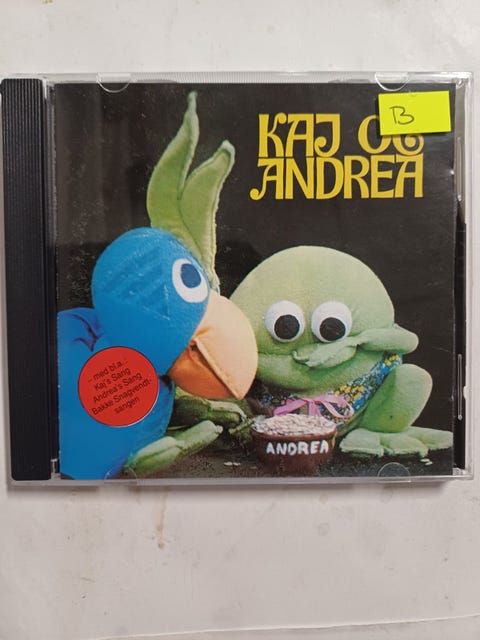 KAJ OG
ANDREA
B
- med bl.a. -
Kaj's Sang
Andrea's Sang
Bakke Snagvendt-
sangen
ANDREA